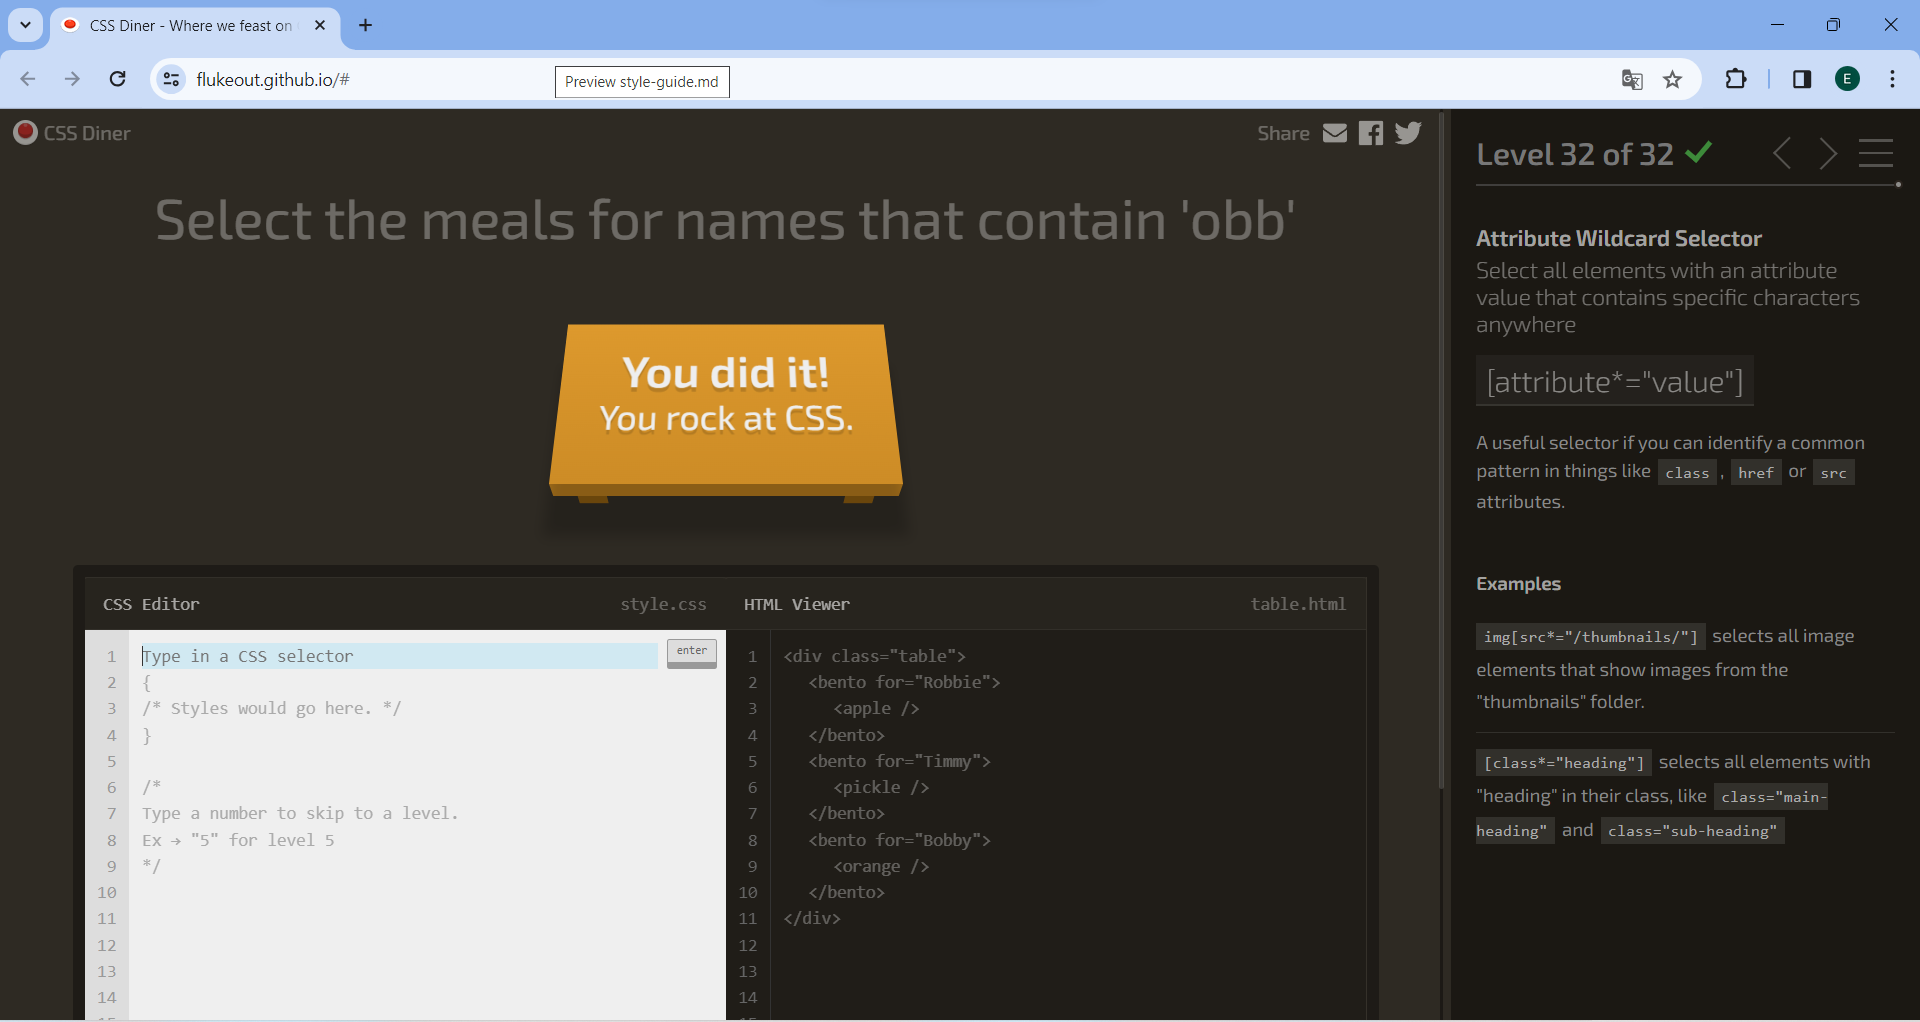 CSS Diner - Where we feast on
flukeout.github.io/#
Preview style-guide.md
E
CSS Diner
Share
Select the meals for names that contain 'obb'
You did it!
You rock at CSS.
CSS Editor
style.css
1 Type in a CSS selector
enter
2 {
3 /* Styles would go here. */
4 }
5
6 /*
7 Type a number to skip to a level.
8 Ex → "5" for level 5
9 */
10
11
12
13
14
HTML Viewer
table.html
1 <div class="table">
2 <bento for="Robbie">
3 <apple />
4 </bento>
5 <bento for="Timmy">
6 <pickle />
7 </bento>
8 <bento for="Bobby">
9 <orange />
10 </bento>
11 </div>
12
13
14
Level 32 of 32
Attribute Wildcard Selector
Select all elements with an attribute
value that contains specific characters
anywhere
[attribute*="value"]
A useful selector if you can identify a common
pattern in things like class , href or src
attributes.
Examples
img[src*="/thumbnails/"] selects all image
elements that show images from the
"thumbnails" folder.
[class*="heading"] selects all elements with
"heading" in their class, like class="main-
heading" and class="sub-heading"